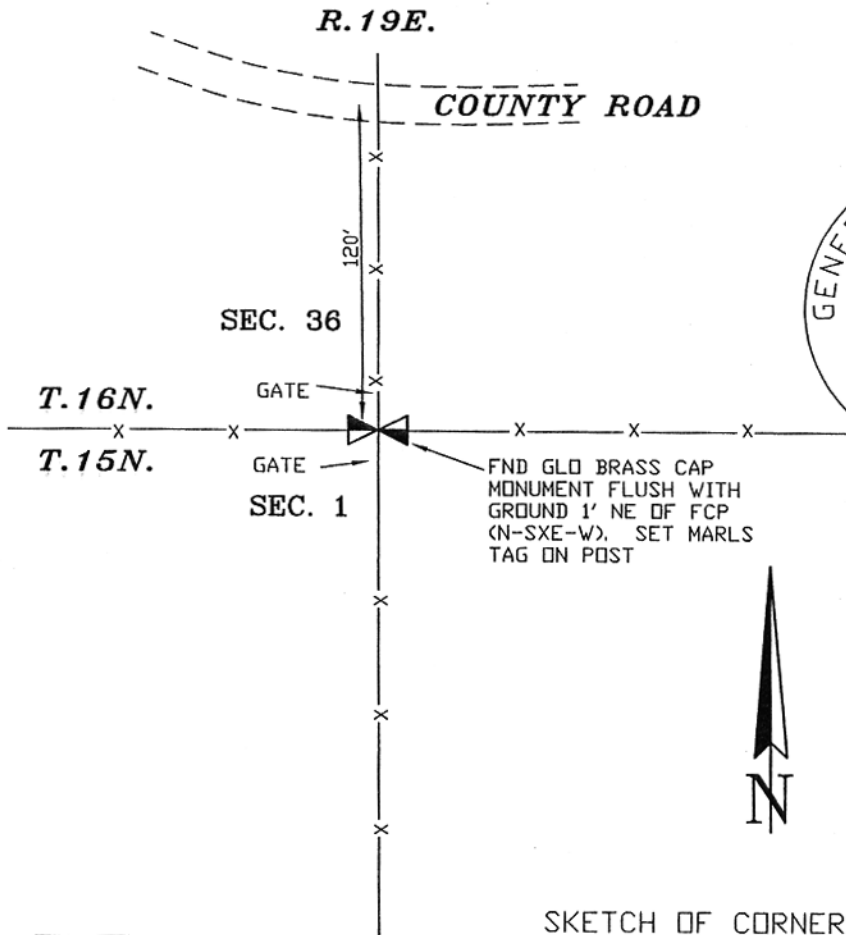 R.19E.
COUNTY ROAD
120'
SEC. 36
GATE
T.16N.
T.15N.
GATE
SEC. 1
FND GLO BRASS CAP
MONUMENT FLUSH WITH
GROUND 1' NE OF FCP
(N-SXE-W). SET MARLS
TAG ON POST
N
SKETCH OF CORNER